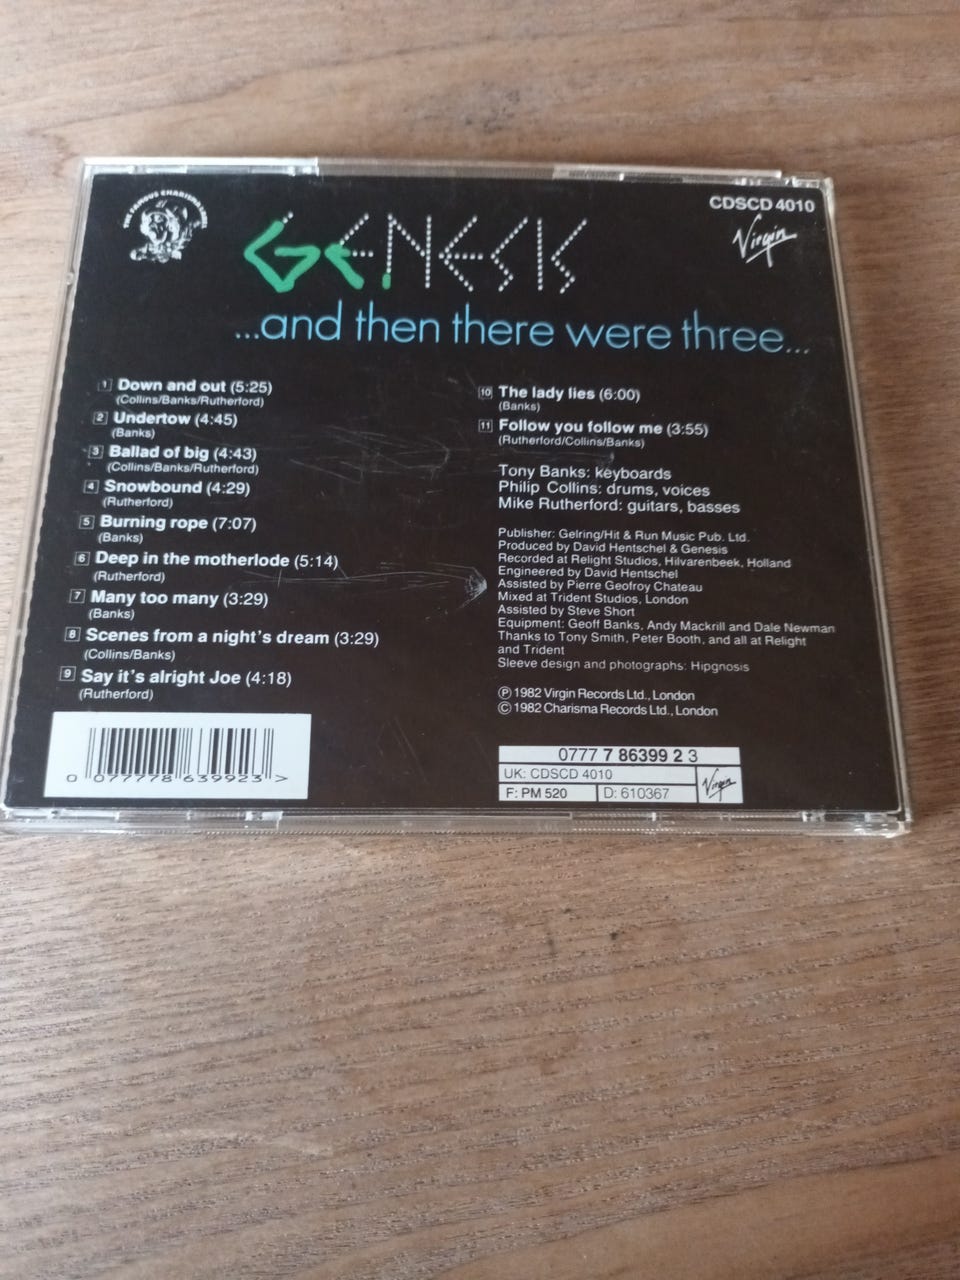 THE FAMOUS CHARISMA LABEL
GENESIS
CDSCD 4010
Virgin
...and then there were three...
1 Down and out (5:25)
(Collins/Banks/Rutherford)
2 Undertow (4:45)
(Banks)
3 Ballad of big (4:43)
(Collins/Banks/Rutherford)
4 Snowbound (4:29)
(Rutherford)
5 Burning rope (7:07)
(Banks)
6 Deep in the motherlode (5:14)
(Rutherford)
7 Many too many (3:29)
(Banks)
8 Scenes from a night's dream (3:29)
(Collins/Banks)
9 Say it's alright Joe (4:18)
(Rutherford)
10 The lady lies (6:00)
(Banks)
11 Follow you follow me (3:55)
(Rutherford/Collins/Banks)
Tony Banks: keyboards
Philip Collins: drums, voices
Mike Rutherford: guitars, basses
Publisher: Gelring/Hit & Run Music Pub. Ltd.
Produced by David Hentschel & Genesis
Recorded at Relight Studios, Hilvarenbeek, Holland
Engineered by David Hentschel
Assisted by Pierre Geofroy Chateau
Mixed at Trident Studios, London
Assisted by Steve Short
Equipment: Geoff Banks, Andy Mackrill and Dale Newman
Thanks to Tony Smith, Peter Booth, and all at Relight
and Trident
Sleeve design and photographs: Hipgnosis
℗ 1982 Virgin Records Ltd., London
© 1982 Charisma Records Ltd., London
0 077778 639923 >
0777 7 86399 2 3
UK: CDSCD 4010
F: PM 520 D: 610367
Virgin